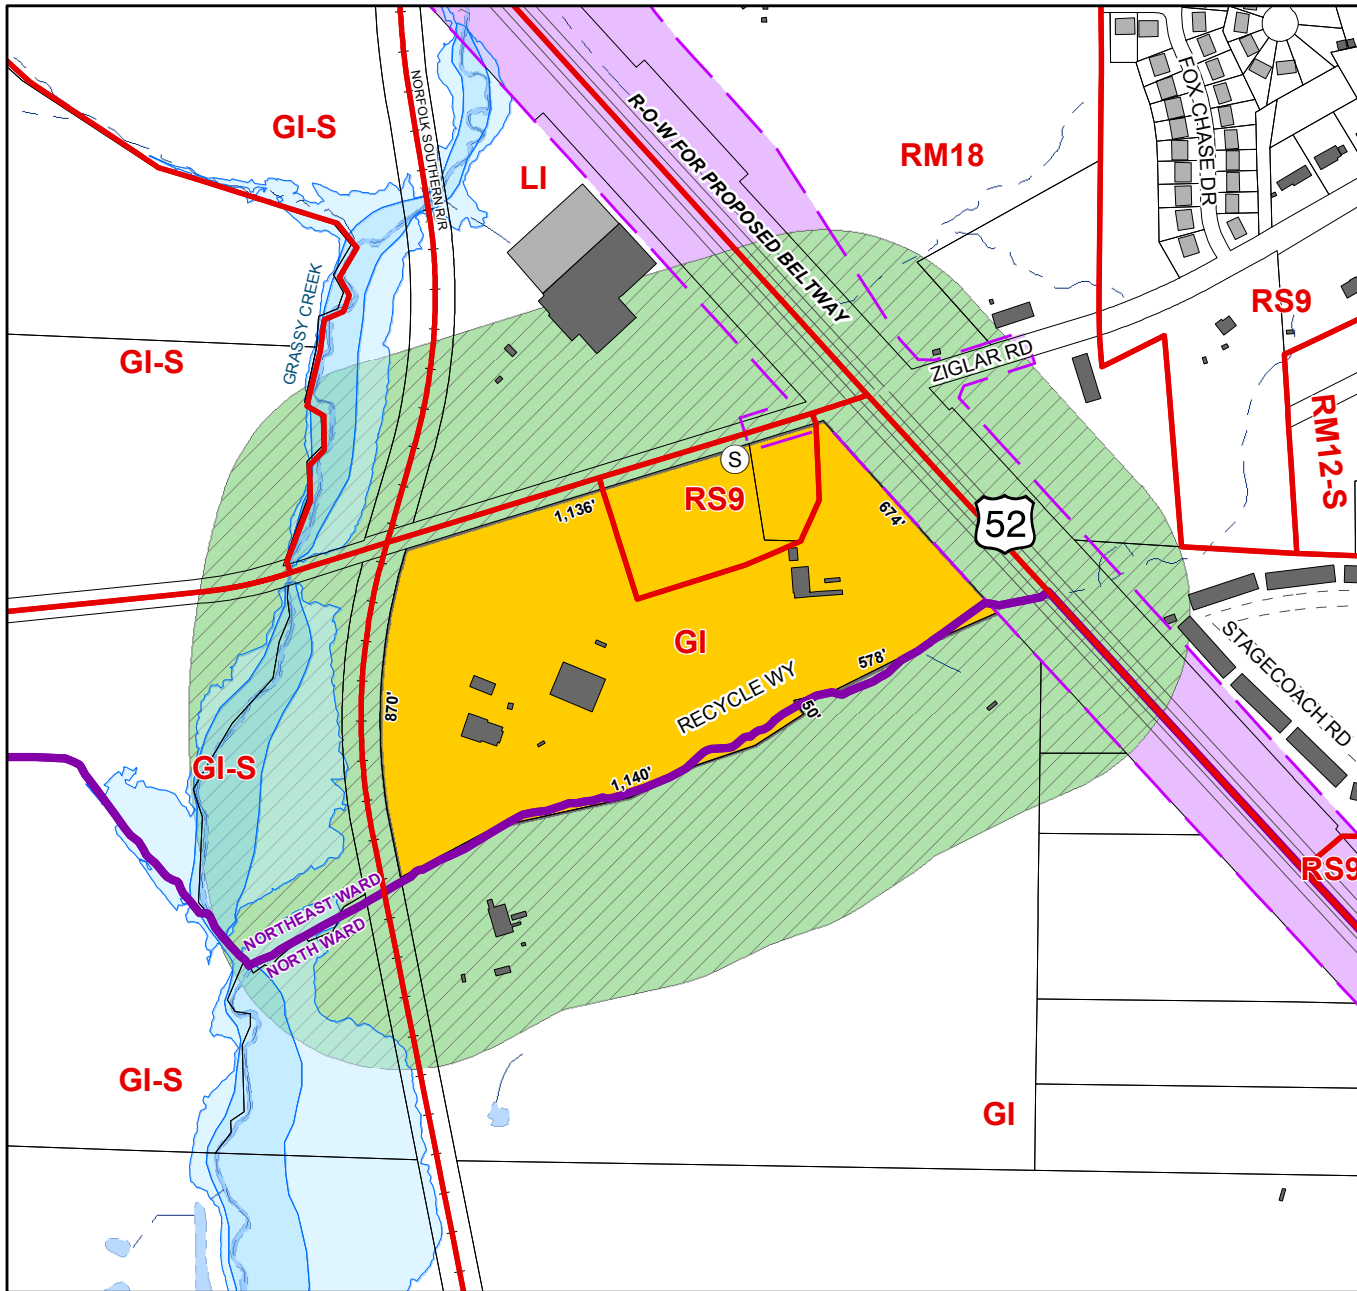 NORFOLK SOUTHERN R/R
GI-S
LI
R-O-W FOR PROPOSED BELTWAY
RM18
FOX CHASE DR
RS9
GRASSY CREEK
GI-S
ZIGLAR RD
RM12-S
S
RS9
1,136'
674'
52
GI
STAGECOACH RD
578'
RECYCLE WY
50'
870'
GI-S
1,140'
RS9
NORTHEAST WARD
NORTH WARD
GI-S
GI